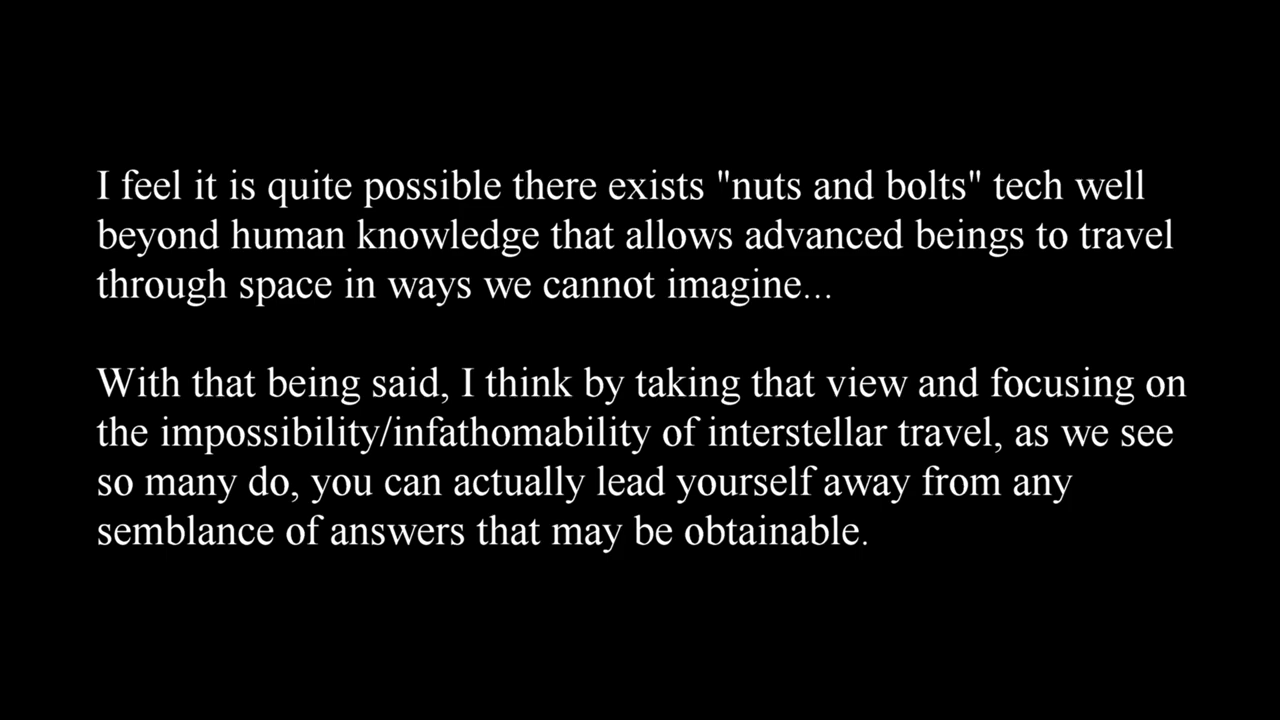 I feel it is quite possible there exists "nuts and bolts" tech well
beyond human knowledge that allows advanced beings to travel
through space in ways we cannot imagine...
With that being said, I think by taking that view and focusing on
the impossibility/infathomability of interstellar travel, as we see
so many do, you can actually lead yourself away from any
semblance of answers that may be obtainable.